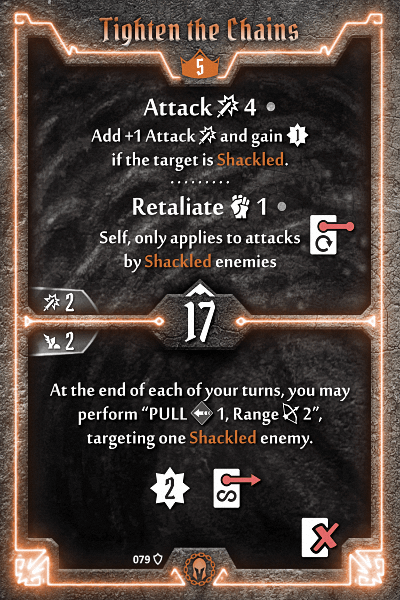 Tighten the Chains
5
Attack 4
Add +1 Attack and gain 1
if the target is Shackled.
Retaliate 1
Self, only applies to attacks
by Shackled enemies
2
17
2
At the end of each of your turns, you may
perform “PULL 1, Range 2”,
targeting one Shackled enemy.
2
079